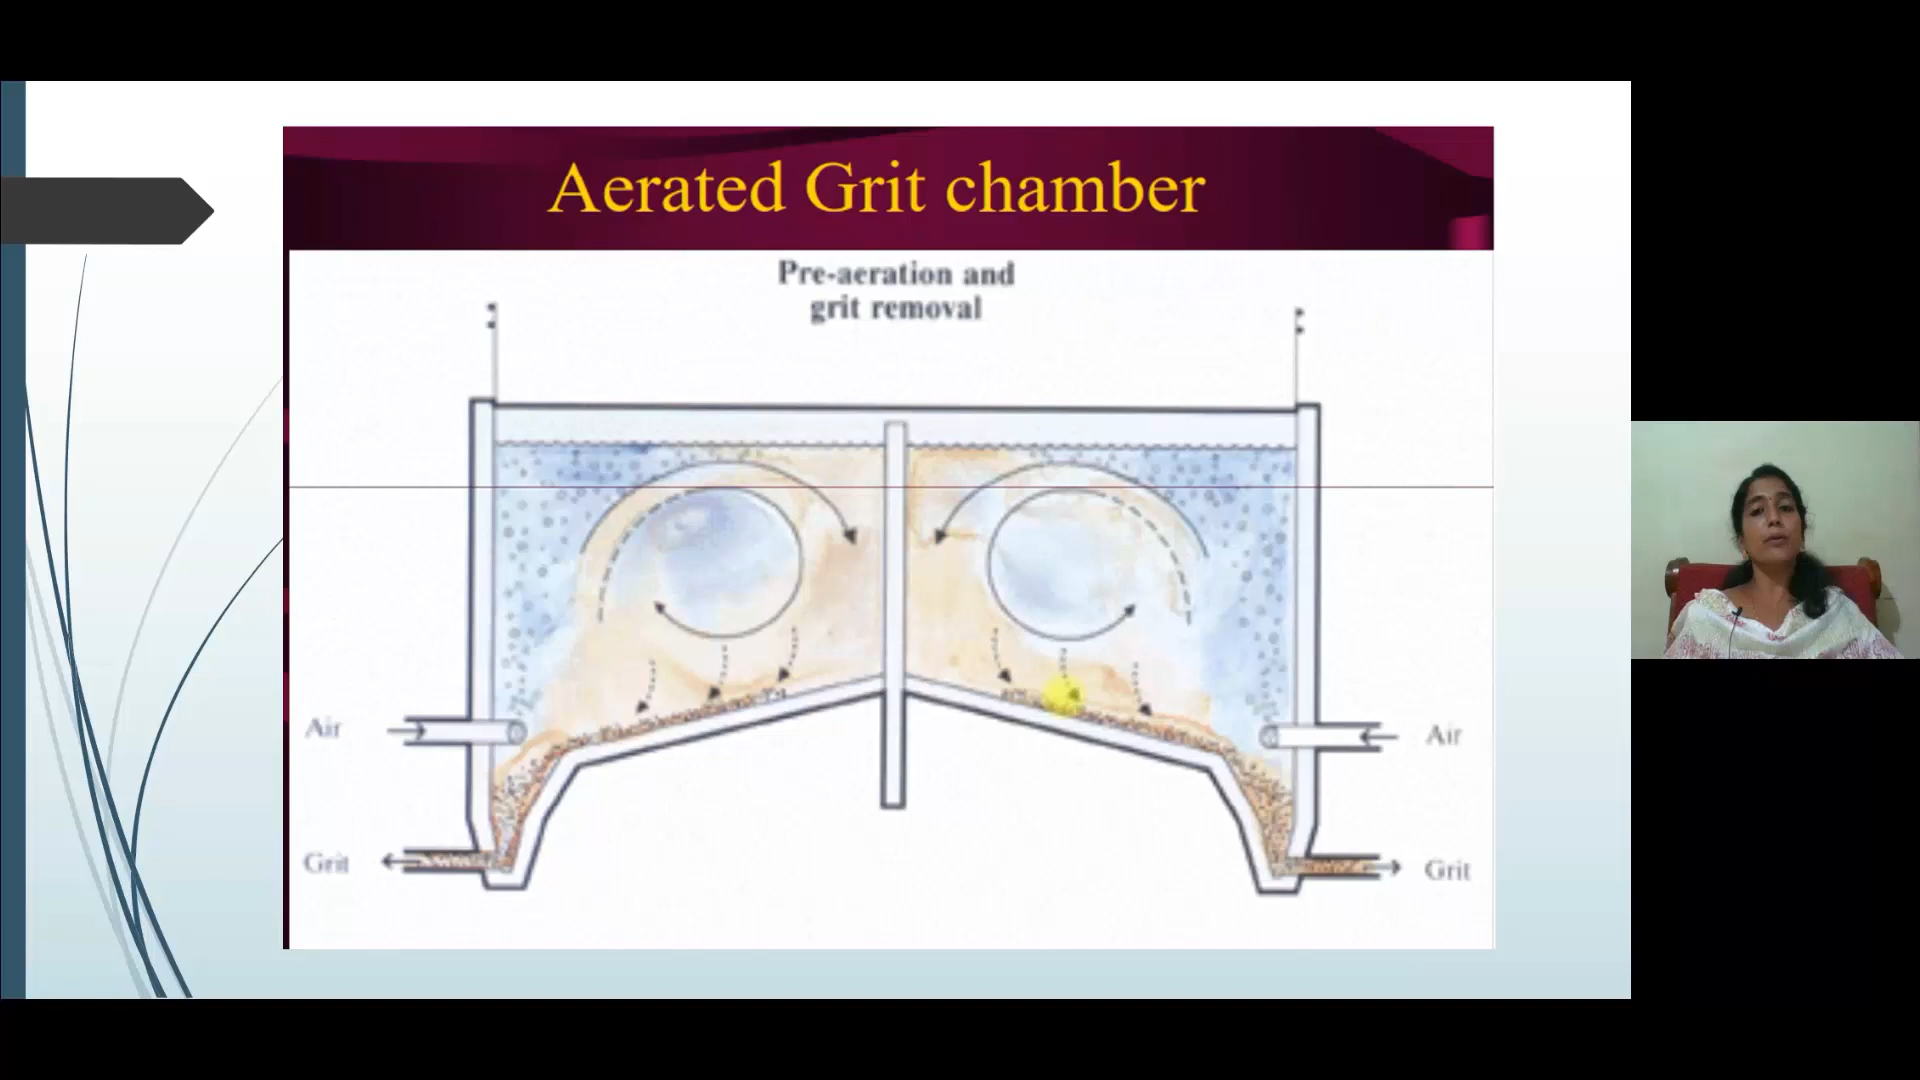 Aerated Grit chamber
Pre-aeration and
grit removal
Air
Air
Grit
Grit